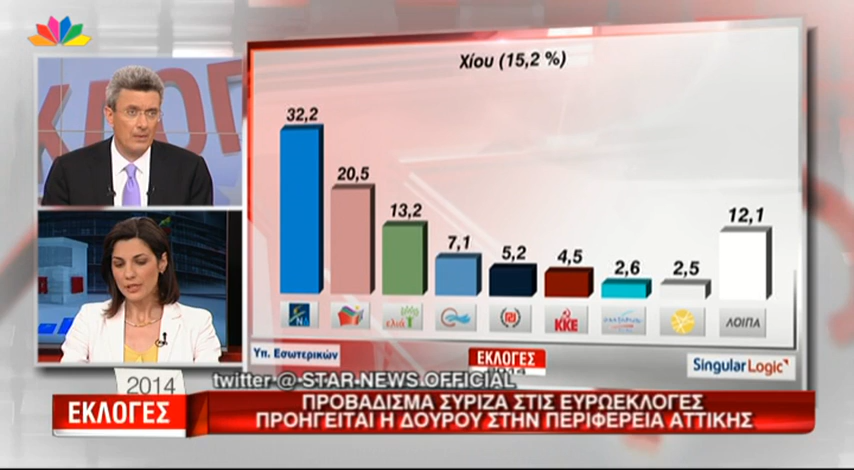 Χίου (15,2 %)
32,2
20,5
13,2
7,1
5,2
4,5
2,6
2,5
12,1
ελιά
ΚΚΕ
ΛΟΙΠΑ
Υπ. Εσωτερικών
ΕΚΛΟΓΕΣ
2014
SingularLogic
2014
twitter @ STAR NEWS OFFICIAL
ΕΚΛΟΓΕΣ
ΠΡΟΒΑΔΙΣΜΑ ΣΥΡΙΖΑ ΣΤΙΣ ΕΥΡΩΕΚΛΟΓΕΣ
ΠΡΟΗΓΕΙΤΑΙ Η ΔΟΥΡΟΥ ΣΤΗΝ ΠΕΡΙΦΕΡΕΙΑ ΑΤΤΙΚΗΣ